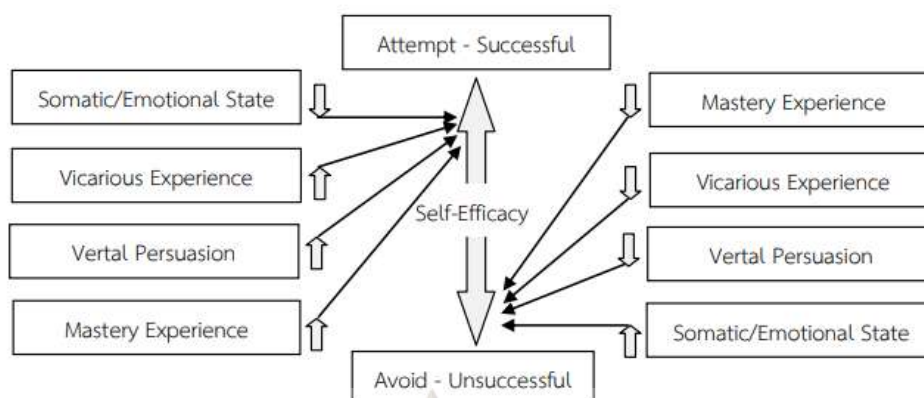 Attempt - Successful
Somatic/Emotional State
Vicarious Experience
Vertal Persuasion
Mastery Experience
Self-Efficacy
Mastery Experience
Vicarious Experience
Vertal Persuasion
Somatic/Emotional State
Avoid - Unsuccessful